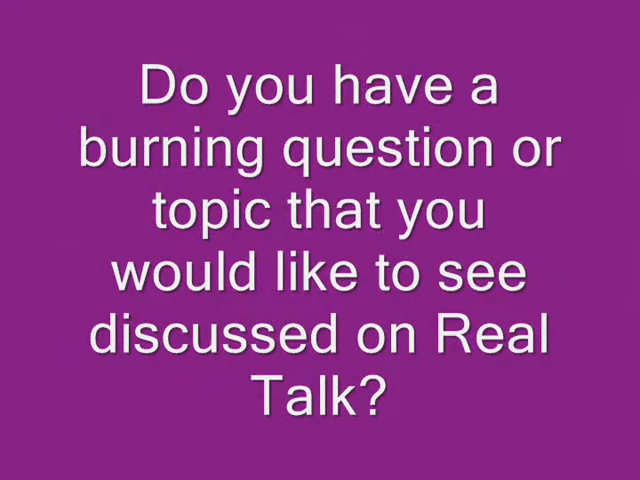 Do you have a
burning question or
topic that you
would like to see
discussed on Real
Talk?